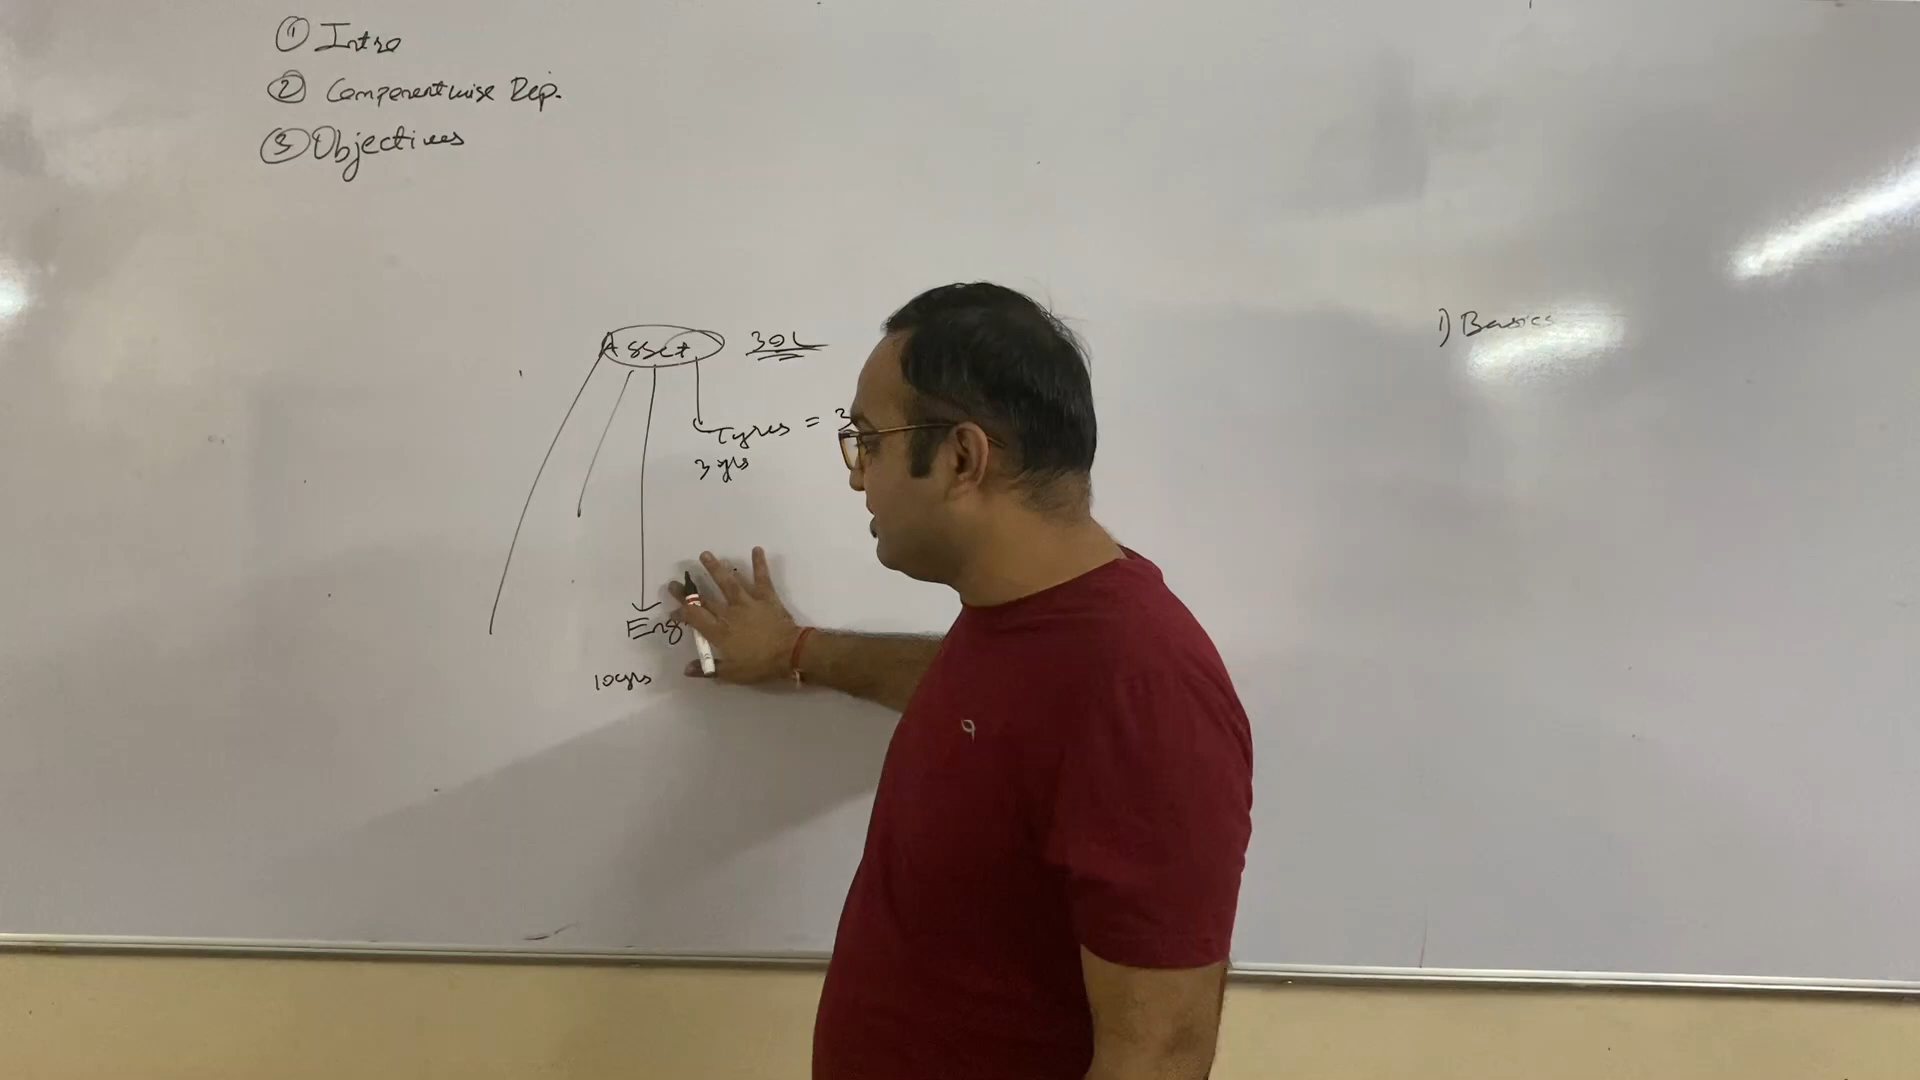 ① Intro
② Componentwise Dep.
③ Objectives
1) Basics
Asset 30L
Tyres = 3
3 yrs
Eng
10 yrs